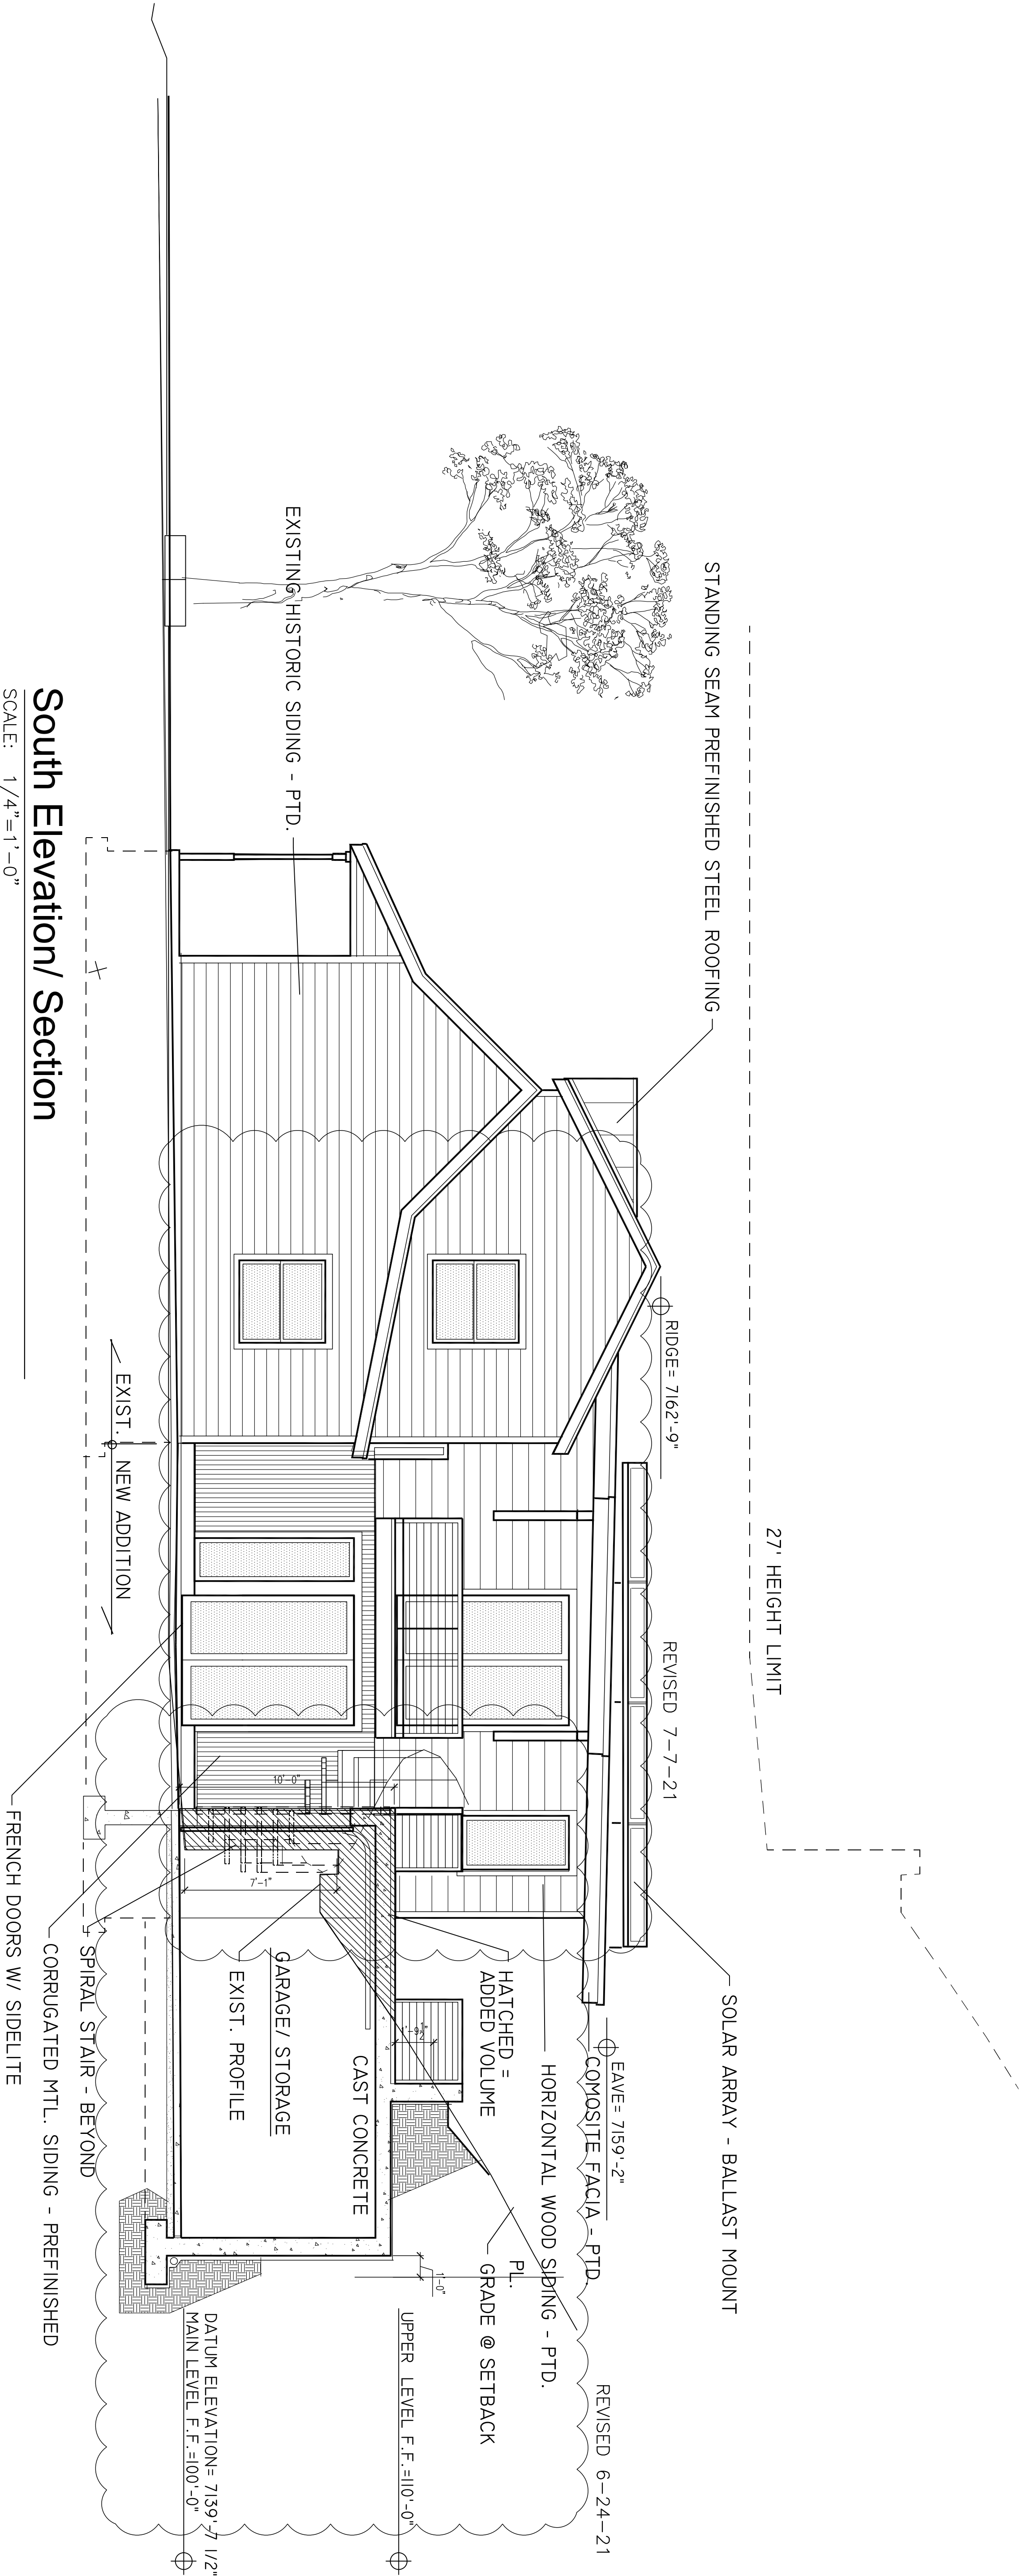 27' HEIGHT LIMIT
STANDING SEAM PREFINISHED STEEL ROOFING
SOLAR ARRAY - BALLAST MOUNT
REVISED 7-7-21
RIDGE= 7162'-9"
EAVE= 7159'-2"
REVISED 6-24-21
COMOSITE FACIA - PTD.
HORIZONTAL WOOD SIDING - PTD.
PL.
GRADE @ SETBACK
HATCHED =
ADDED VOLUME
1'-0"
1'-9 1/2"
UPPER LEVEL F.F.=110'-0"
CAST CONCRETE
EXISTING HISTORIC SIDING - PTD.
10'-0"
7'-1"
GARAGE/ STORAGE
EXIST. PROFILE
DATUM ELEVATION= 7139'-7 1/2"
MAIN LEVEL F.F.=100'-0"
EXIST.
NEW ADDITION
SPIRAL STAIR - BEYOND
CORRUGATED MTL. SIDING - PREFINISHED
FRENCH DOORS W/ SIDELITE
South Elevation/ Section
SCALE: 1/4"=1'-0"